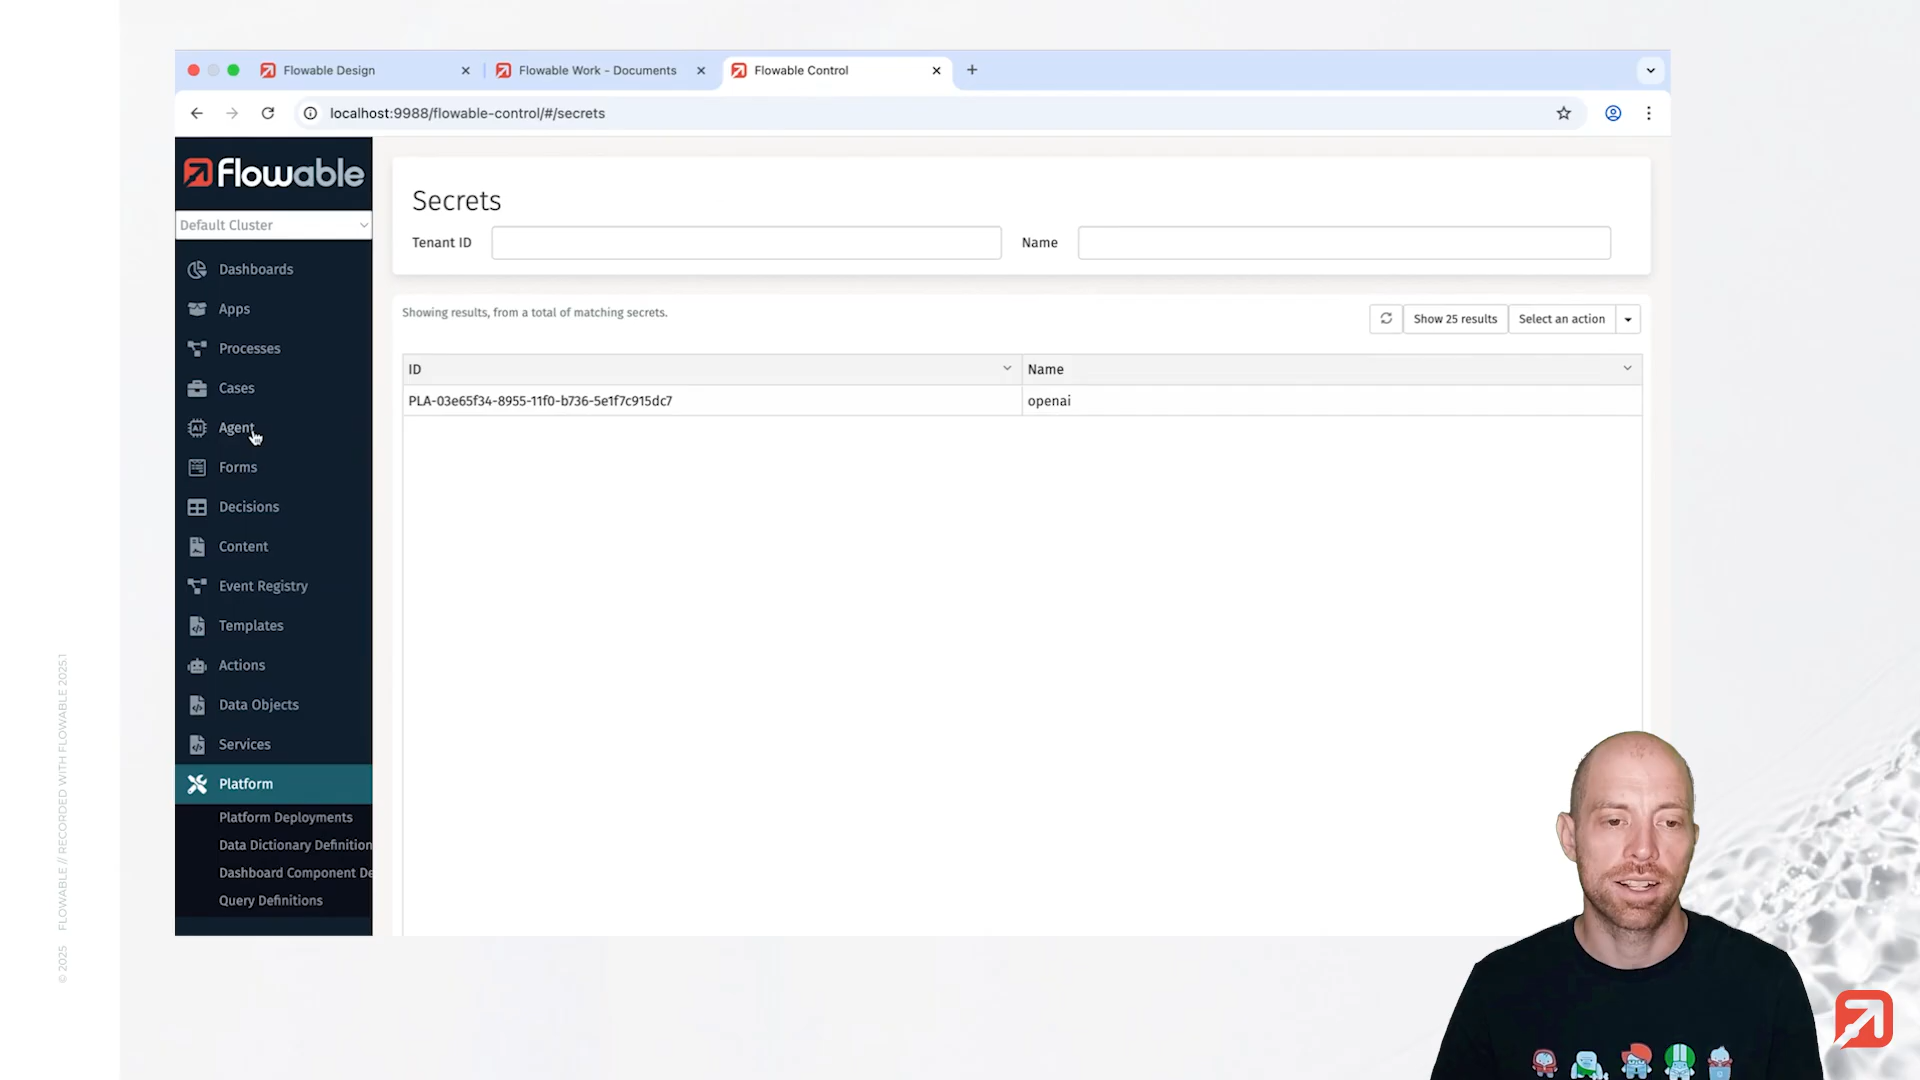 Flowable Design
Flowable Work - Documents
Flowable Control
localhost:9988/flowable-control/#/secrets
Flowable
Default Cluster
Dashboards
Apps
Processes
Cases
AI
Agent
Forms
Decisions
Content
Event Registry
Templates
Actions
Data Objects
Services
Platform
Platform Deployments
Data Dictionary Definition
Dashboard Component De
Query Definitions
Secrets
Tenant ID
Name
Showing results, from a total of matching secrets.
Show 25 results
Select an action
ID
Name
PLA-03e65f34-8955-11f0-b736-5e1f7c915dc7
openai
© 2025 FLOWABLE // RECORDED WITH FLOWABLE 2025.1